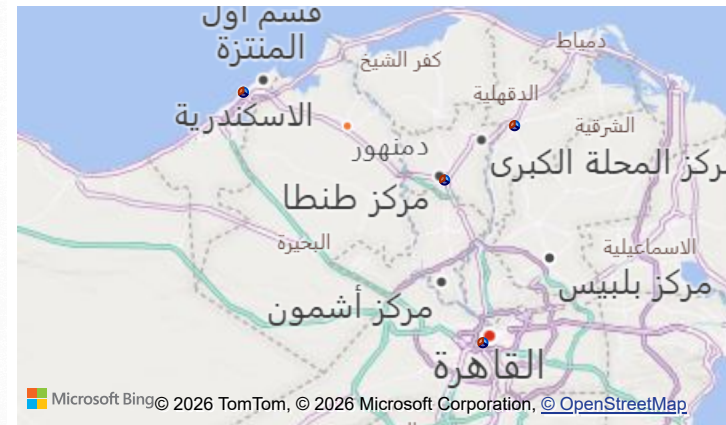 قسم أول
المنتزة
دمياط
كفر الشيخ
الدقهلية
الاسكندرية
الشرقية
دمنهور
مركز المحلة الكبرى
مركز طنطا
البحيرة
الاسماعيلية
مركز بلبيس
مركز أشمون
القاهرة
Microsoft Bing
© 2026 TomTom, © 2026 Microsoft Corporation, © OpenStreetMap